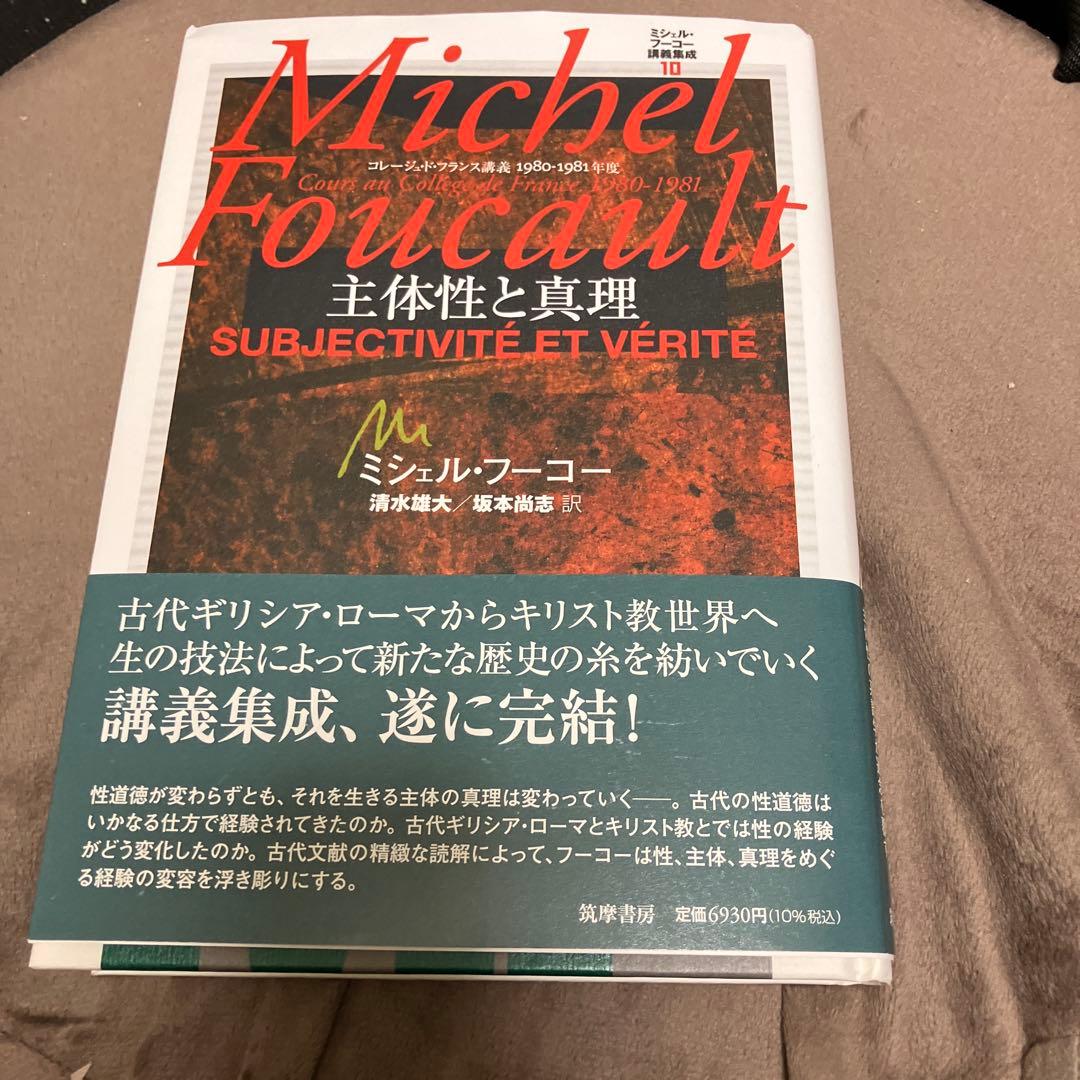 ミシェル・
フーコー
講義集成
10
Michel
コレージュ・ド・フランス講義 1980-1981年度
Cours au Collège de France 1980-1981
Foucault
主体性と真理
SUBJECTIVITÉ ET VÉRITÉ
ミシェル・フーコー
清水雄大/坂本尚志 訳
古代ギリシア・ローマからキリスト教世界へ
生の技法によって新たな歴史の糸を紡いでいく
講義集成、遂に完結!
性道徳が変わらずとも、それを生きる主体の真理は変わっていく──。古代の性道徳は
いかなる仕方で経験されてきたのか。古代ギリシア・ローマとキリスト教とでは性の経験
がどう変化したのか。古代文献の精緻な読解によって、フーコーは性、主体、真理をめぐ
る経験の変容を浮き彫りにする。
筑摩書房 定価6930円(10%税込)